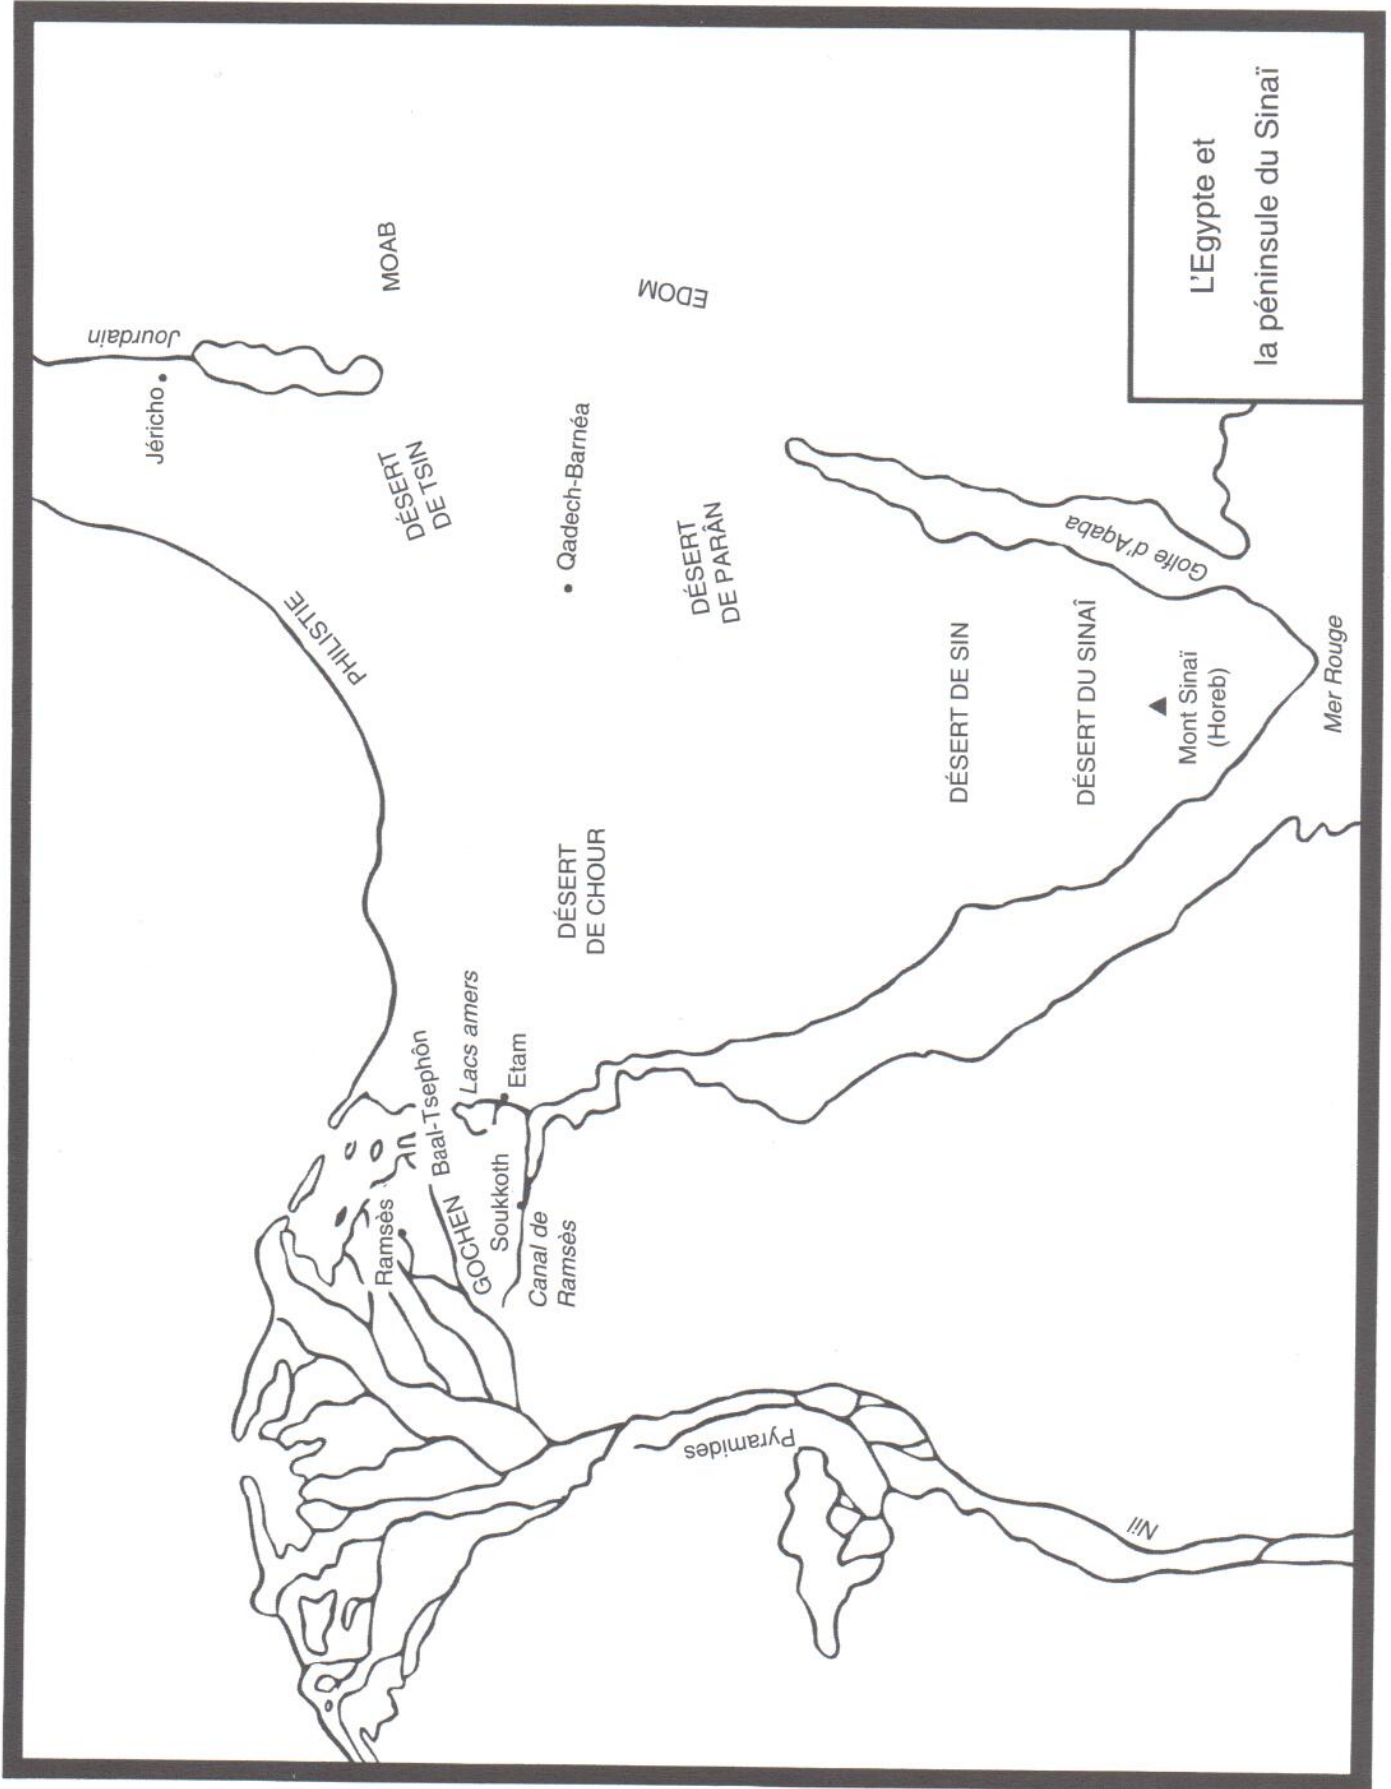 L'Egypte et
la péninsule du Sinaï
Jourdain
Jéricho
MOAB
EDOM
PHILISTIE
DÉSERT
DE TSIN
Qadech-Barnéa
DÉSERT
DE PARÂN
DÉSERT
DE CHOUR
DÉSERT DE SIN
DÉSERT DU SINAÎ
Mont Sinaï
(Horeb)
Golfe d'Aqaba
Mer Rouge
Lacs amers
Etam
Baal-Tsephôn
Ramsès
GOCHEN
Soukkoth
Canal de
Ramsès
Pyramides
Nil